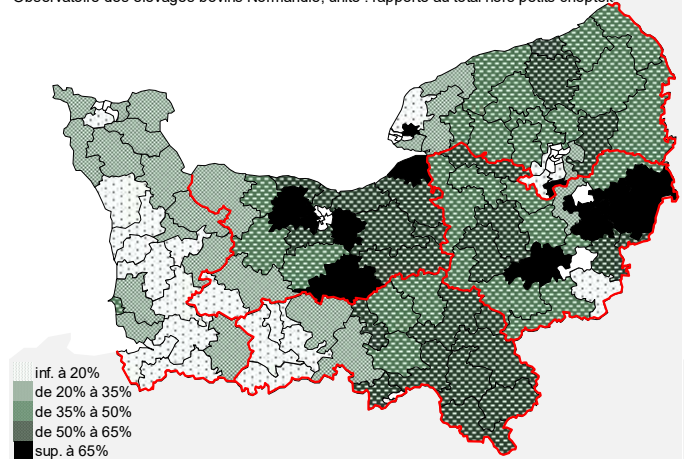 Observatoire des élevages bovins Normandie, unité : rapporté au total hors petits cheptels
inf. à 20%
de 20% à 35%
de 35% à 50%
de 50% à 65%
sup. à 65%